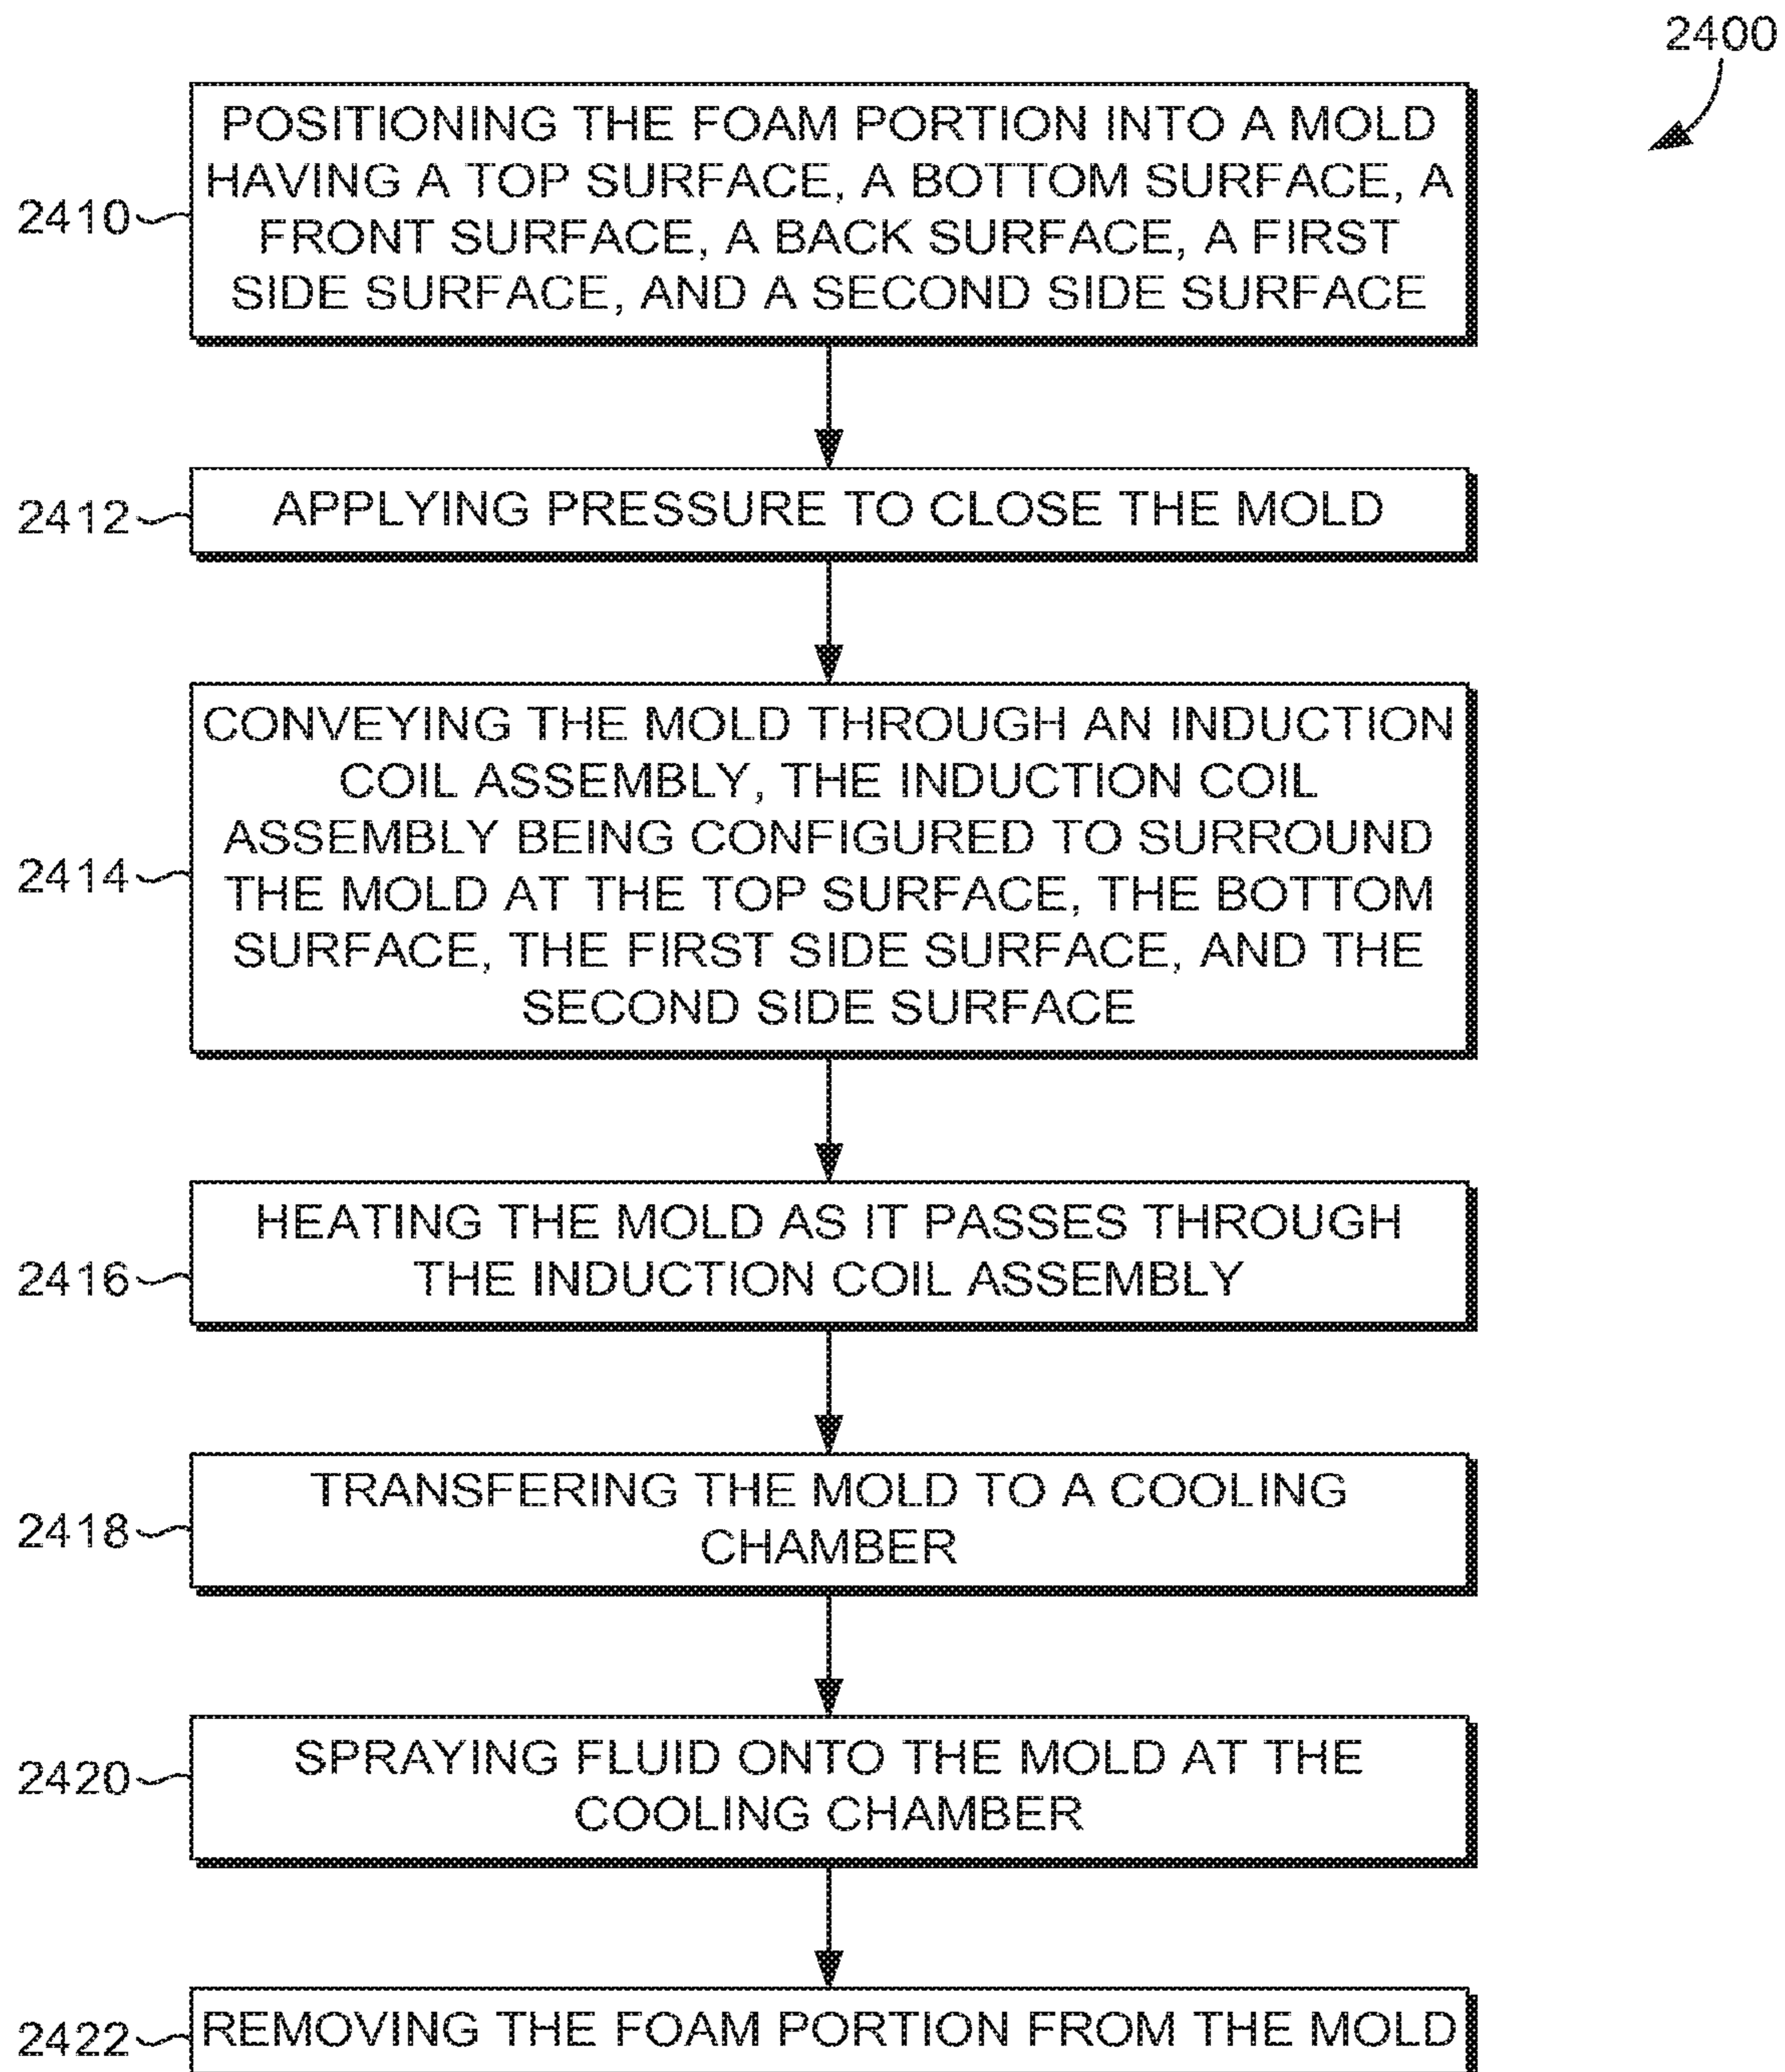 2400
2410
POSITIONING THE FOAM PORTION INTO A MOLD
HAVING A TOP SURFACE, A BOTTOM SURFACE, A
FRONT SURFACE, A BACK SURFACE, A FIRST
SIDE SURFACE, AND A SECOND SIDE SURFACE
2412
APPLYING PRESSURE TO CLOSE THE MOLD
2414
CONVEYING THE MOLD THROUGH AN INDUCTION
COIL ASSEMBLY, THE INDUCTION COIL
ASSEMBLY BEING CONFIGURED TO SURROUND
THE MOLD AT THE TOP SURFACE, THE BOTTOM
SURFACE, THE FIRST SIDE SURFACE, AND THE
SECOND SIDE SURFACE
2416
HEATING THE MOLD AS IT PASSES THROUGH
THE INDUCTION COIL ASSEMBLY
2418
TRANSFERING THE MOLD TO A COOLING
CHAMBER
2420
SPRAYING FLUID ONTO THE MOLD AT THE
COOLING CHAMBER
2422
REMOVING THE FOAM PORTION FROM THE MOLD